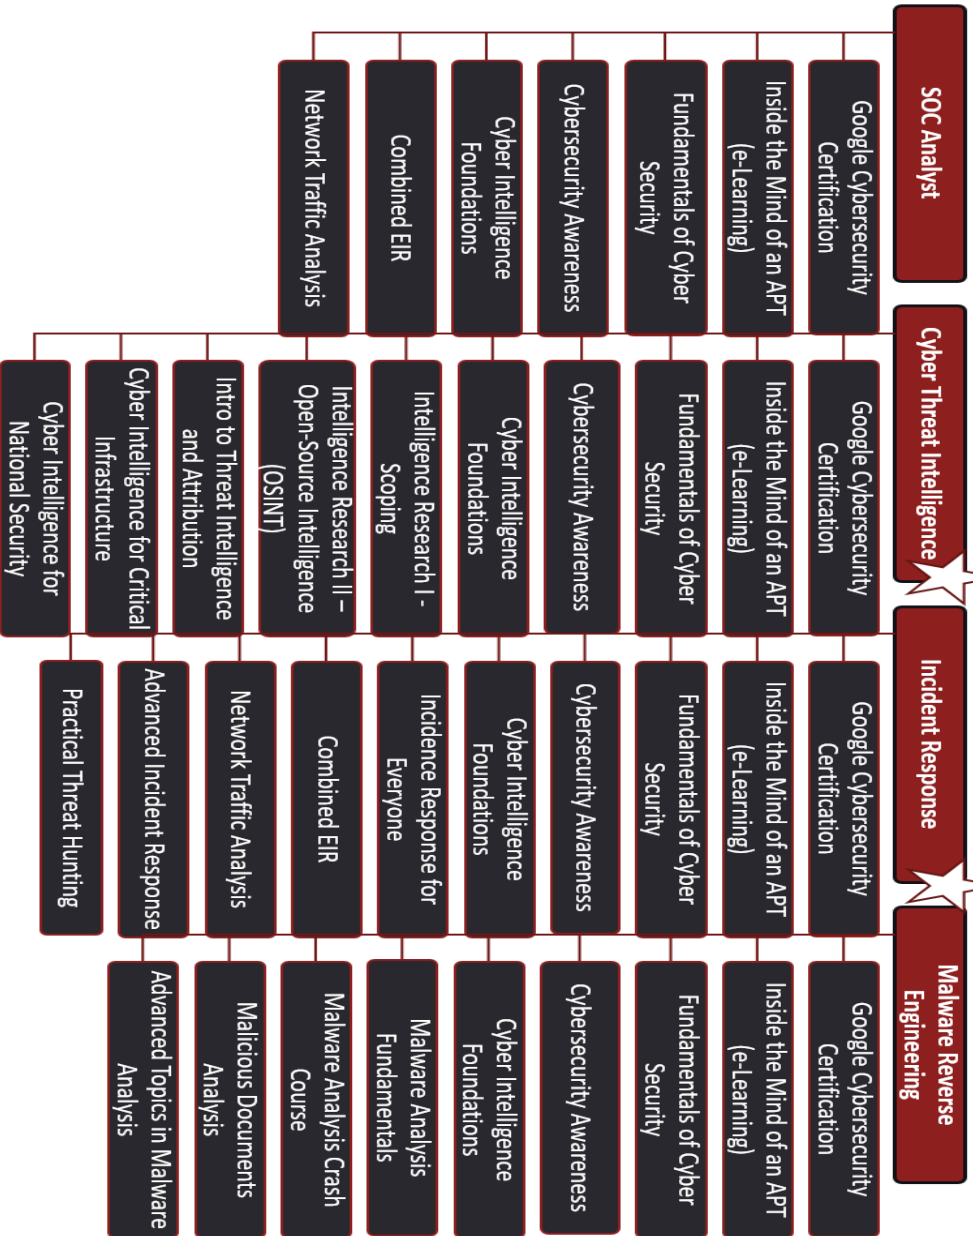 SOC Analyst
Google Cybersecurity
Certification
Inside the Mind of an APT
(e-Learning)
Fundamentals of Cyber
Security
Cybersecurity Awareness
Cyber Intelligence
Foundations
Combined EIR
Network Traffic Analysis
Cyber Threat Intelligence
Google Cybersecurity
Certification
Inside the Mind of an APT
(e-Learning)
Fundamentals of Cyber
Security
Cybersecurity Awareness
Cyber Intelligence
Foundations
Intelligence Research I -
Scoping
Intelligence Research II –
Open-Source Intelligence
(OSINT)
Intro to Threat Intelligence
and Attribution
Cyber Intelligence for Critical
Infrastructure
Cyber Intelligence for
National Security
Incident Response
Google Cybersecurity
Certification
Inside the Mind of an APT
(e-Learning)
Fundamentals of Cyber
Security
Cybersecurity Awareness
Cyber Intelligence
Foundations
Incidence Response for
Everyone
Combined EIR
Network Traffic Analysis
Advanced Incident Response
Practical Threat Hunting
Malware Reverse
Engineering
Google Cybersecurity
Certification
Inside the Mind of an APT
(e-Learning)
Fundamentals of Cyber
Security
Cybersecurity Awareness
Cyber Intelligence
Foundations
Malware Analysis
Fundamentals
Malware Analysis Crash
Course
Malicious Documents
Analysis
Advanced Topics in Malware
Analysis